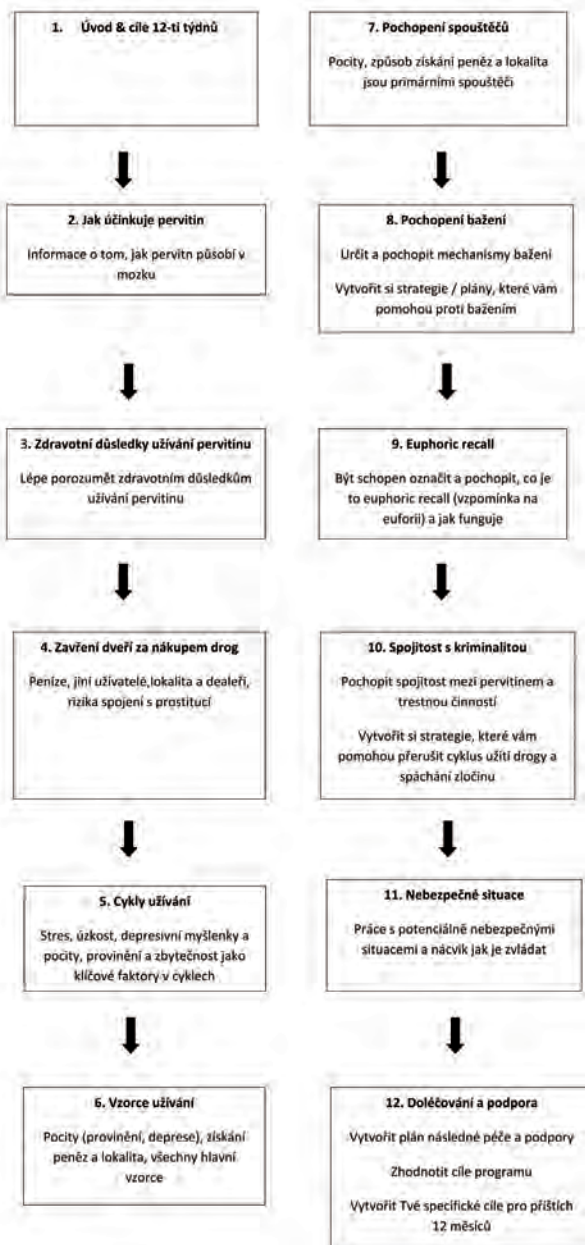 1. Úvod & cíle 12-ti týdnů
2. Jak účinkuje pervitin
Informace o tom, jak pervitn působí v
mozku
3. Zdravotní důsledky užívání pervitinu
Lépe porozumět zdravotním důsledkům
užívání pervitinu
4. Zavření dveří za nákupem drog
Peníze, jiní uživatelé,lokalita a dealeři,
rizika spojení s prostitucí
5. Cykly užívání
Stres, úzkost, depresivní myšlenky a
pocity, provinění a zbytečnost jako
klíčové faktory v cyklech
6. Vzorce užívání
Pocity (provinění, deprese), získání
peněz a lokalita, všechny hlavní
vzorce
7. Pochopení spouštěčů
Pocity, způsob získání peněz a lokalita
jsou primárními spouštěči
8. Pochopení bažení
Určit a pochopit mechanismy bažení
Vytvořit si strategie / plány, které vám
pomohou proti bažením
9. Euphoric recall
Být schopen označit a pochopit, co je
to euphoric recall (vzpomínka na
euforii) a jak funguje
10. Spojitost s kriminalitou
Pochopit spojitost mezi pervitinem a
trestnou činností
Vytvořit si strategie, které vám
pomohou přerušit cyklus užití drogy a
spáchání zločinu
11. Nebezpečné situace
Práce s potenciálně nebezpečnými
situacemi a nácvik jak je zvládat
12. Doléčování a podpora
Vytvořit plán následné péče a podpory
Zhodnotit cíle programu
Vytvořit Tvé specifické cíle pro příštích
12 měsíců